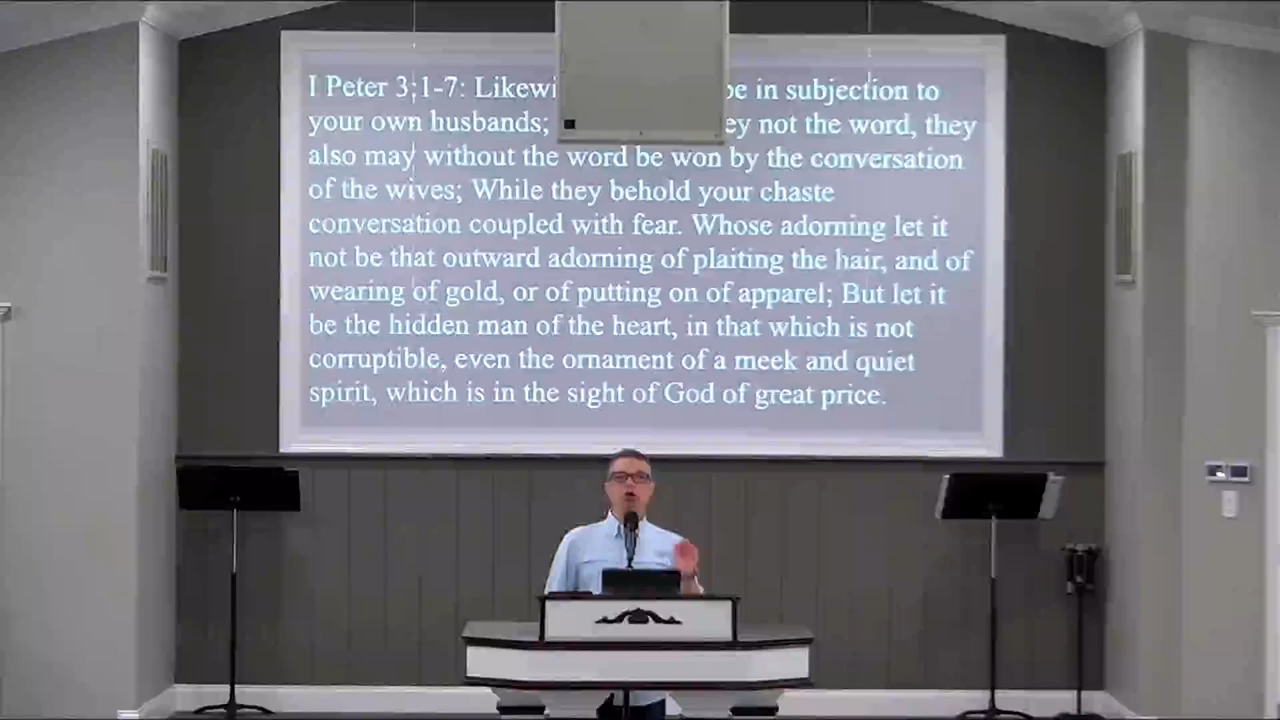 I Peter 3;1-7: Likewi be in subjection to
your own husbands; ey not the word, they
also may without the word be won by the conversation
of the wives; While they behold your chaste
conversation coupled with fear. Whose adorning let it
not be that outward adorning of plaiting the hair, and of
wearing of gold, or of putting on of apparel; But let it
be the hidden man of the heart, in that which is not
corruptible, even the ornament of a meek and quiet
spirit, which is in the sight of God of great price.